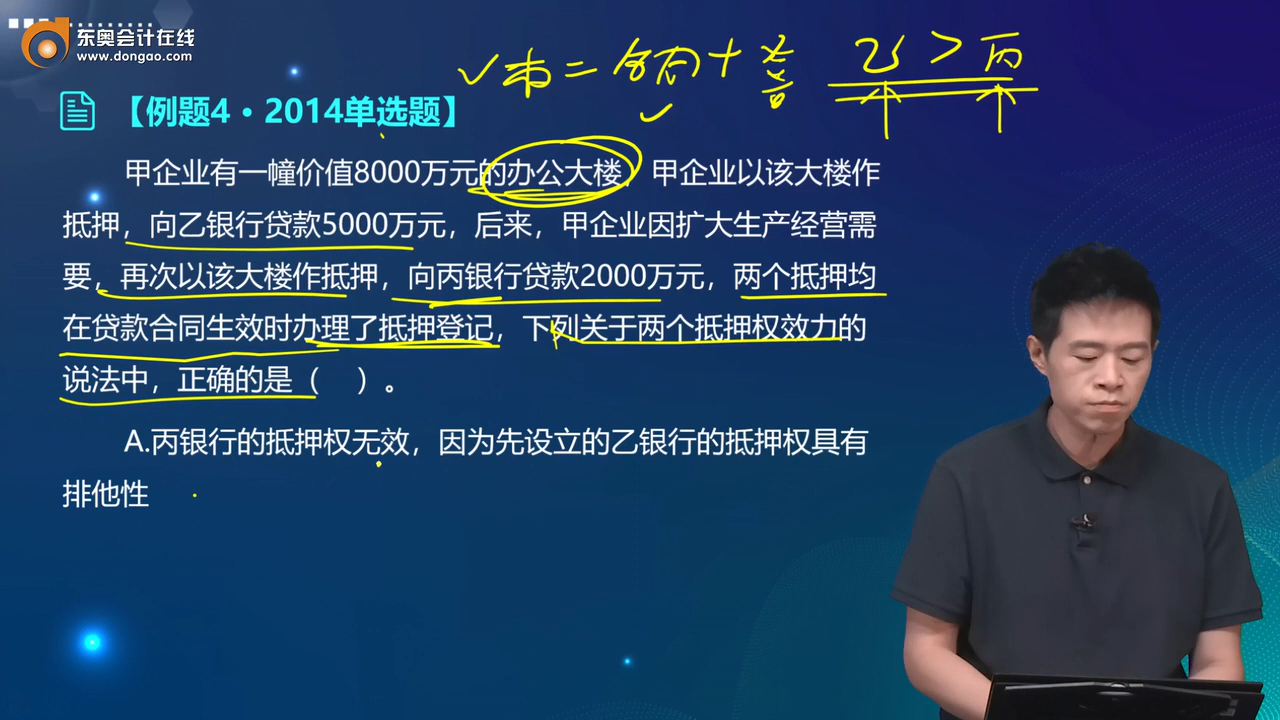 东奥会计在线
www.dongao.com
【例题4·2014单选题】
乙>丙
甲企业有一幢价值8000万元的办公大楼，甲企业以该大楼作
抵押，向乙银行贷款5000万元，后来，甲企业因扩大生产经营需
要，再次以该大楼作抵押，向丙银行贷款2000万元，两个抵押均
在贷款合同生效时办理了抵押登记，下列关于两个抵押权效力的
说法中，正确的是（　）。
A.丙银行的抵押权无效，因为先设立的乙银行的抵押权具有
排他性